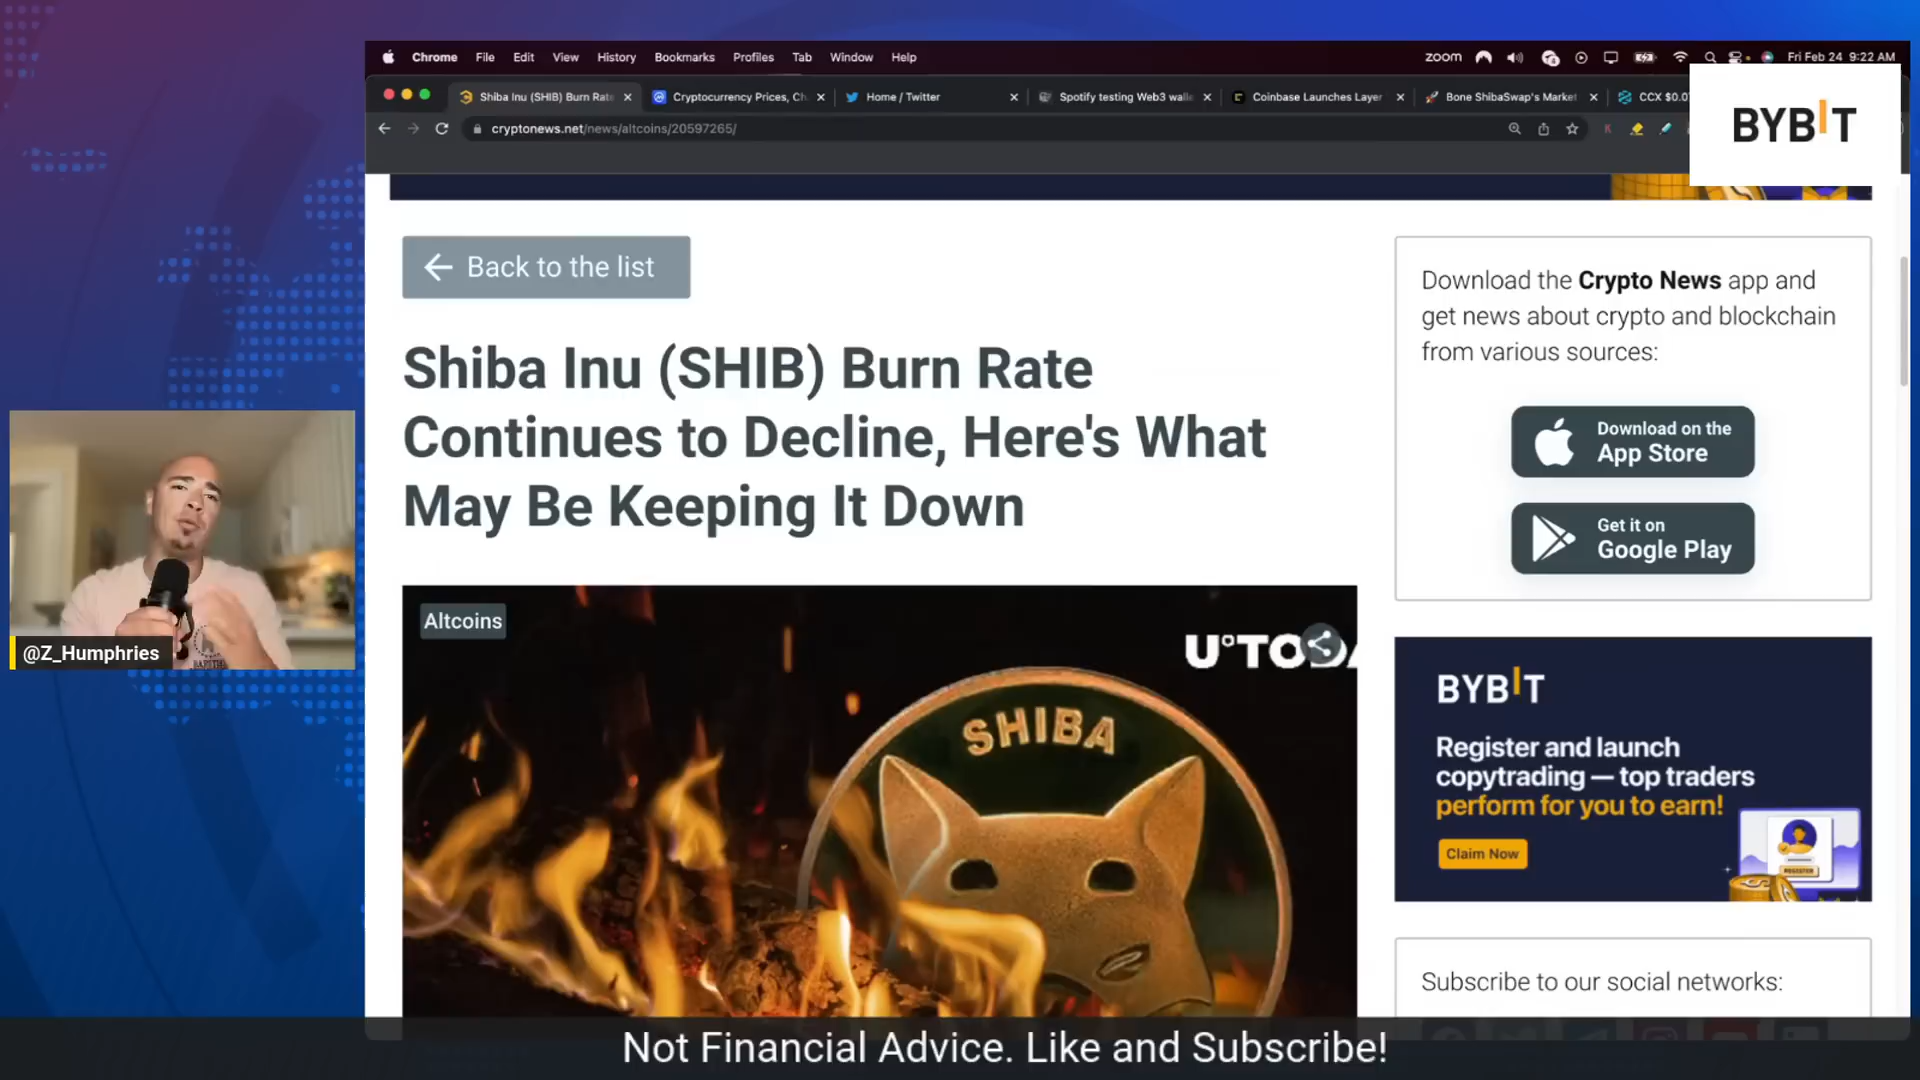 Chrome File Edit View History Bookmarks Profiles Tab Window Help
zoom
Fri Feb 24 9:22 AM
Shiba Inu (SHIB) Burn Rate
Cryptocurrency Prices, Ch
Home / Twitter
Spotify testing Web3 walle
Coinbase Launches Layer
Bone ShibaSwap's Market
CCX $0.0
cryptonews.net/news/altcoins/20597265/
BYBIT
Back to the list
Shiba Inu (SHIB) Burn Rate
Continues to Decline, Here's What
May Be Keeping It Down
Altcoins
U°TODA
SHIBA
Download the Crypto News app and
get news about crypto and blockchain
from various sources:
Download on the
App Store
Get it on
Google Play
BYBIT
Register and launch
copytrading — top traders
perform for you to earn!
Claim Now
REGISTER
Subscribe to our social networks:
@Z_Humphries
Not Financial Advice. Like and Subscribe!